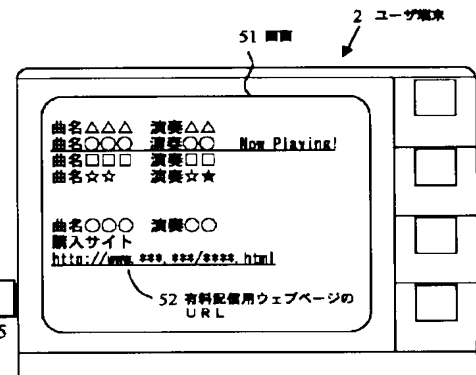 2 ユーザ端末
51 画面
曲名△△△ 演奏△△
曲名○○○ 演奏○○ Now Playing!
曲名□□□ 演奏□□
曲名☆☆ 演奏☆★
曲名○○○ 演奏○○
購入サイト
http://www.***.***/****.html
52 有料配信用ウェブページの
URL
5